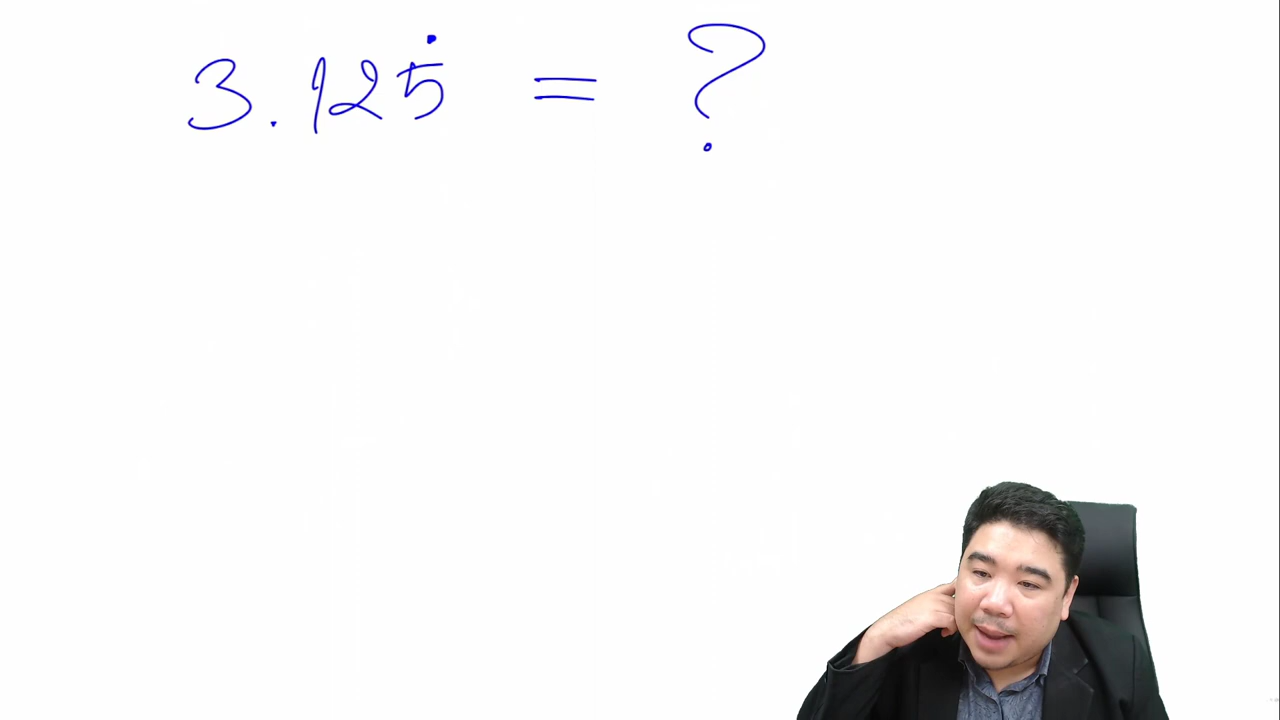 3.125̇ = ?